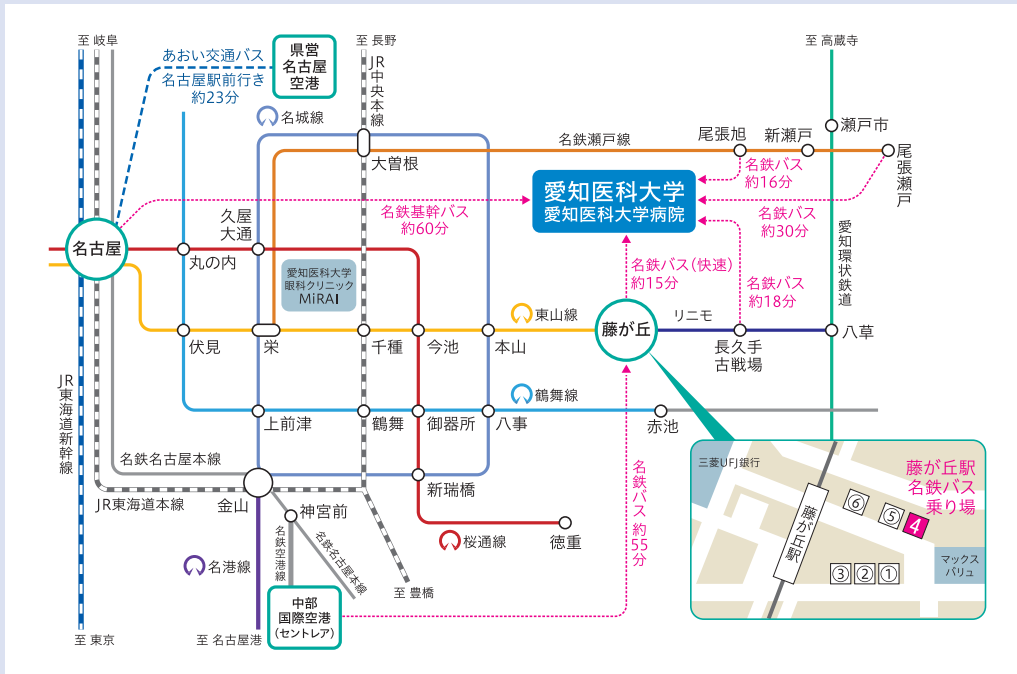 至 岐阜
至 長野
至 高蔵寺
あおい交通バス
名古屋駅前行き
約23分
県営
名古屋
空港
JR中央本線
名城線
大曽根
名鉄瀬戸線
尾張旭
新瀬戸
瀬戸市
尾張瀬戸
名鉄バス
約16分
愛知医科大学
愛知医科大学病院
名鉄基幹バス
約60分
名鉄バス
約30分
愛知環状鉄道
名古屋
丸の内
久屋
大通
愛知医科大学
眼科クリニック
MiRAI
名鉄バス(快速)
約15分
名鉄バス
約18分
東山線
藤が丘
リニモ
伏見
栄
千種
今池
本山
長久手
古戦場
八草
JR東海道新幹線
鶴舞線
上前津
鶴舞
御器所
八事
赤池
名鉄名古屋本線
JR東海道本線
金山
新瑞橋
神宮前
桜通線
徳重
名港線
名鉄空港線
名鉄名古屋本線
至 豊橋
名鉄バス 約55分
中部
国際空港
(セントレア)
至 東京
至 名古屋港
三菱UFJ銀行
藤が丘駅
名鉄バス
乗り場
⑥
⑤
4
藤が丘駅
マックス
バリュ
③
②
①